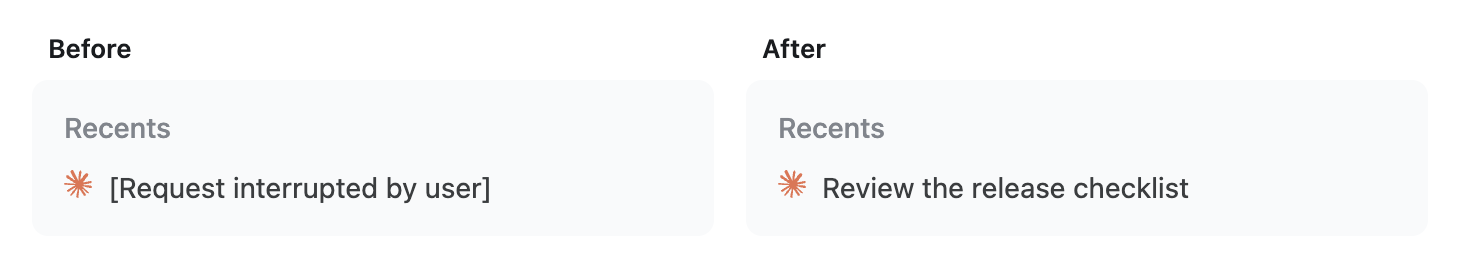 Before
Recents
[Request interrupted by user]
After
Recents
Review the release checklist